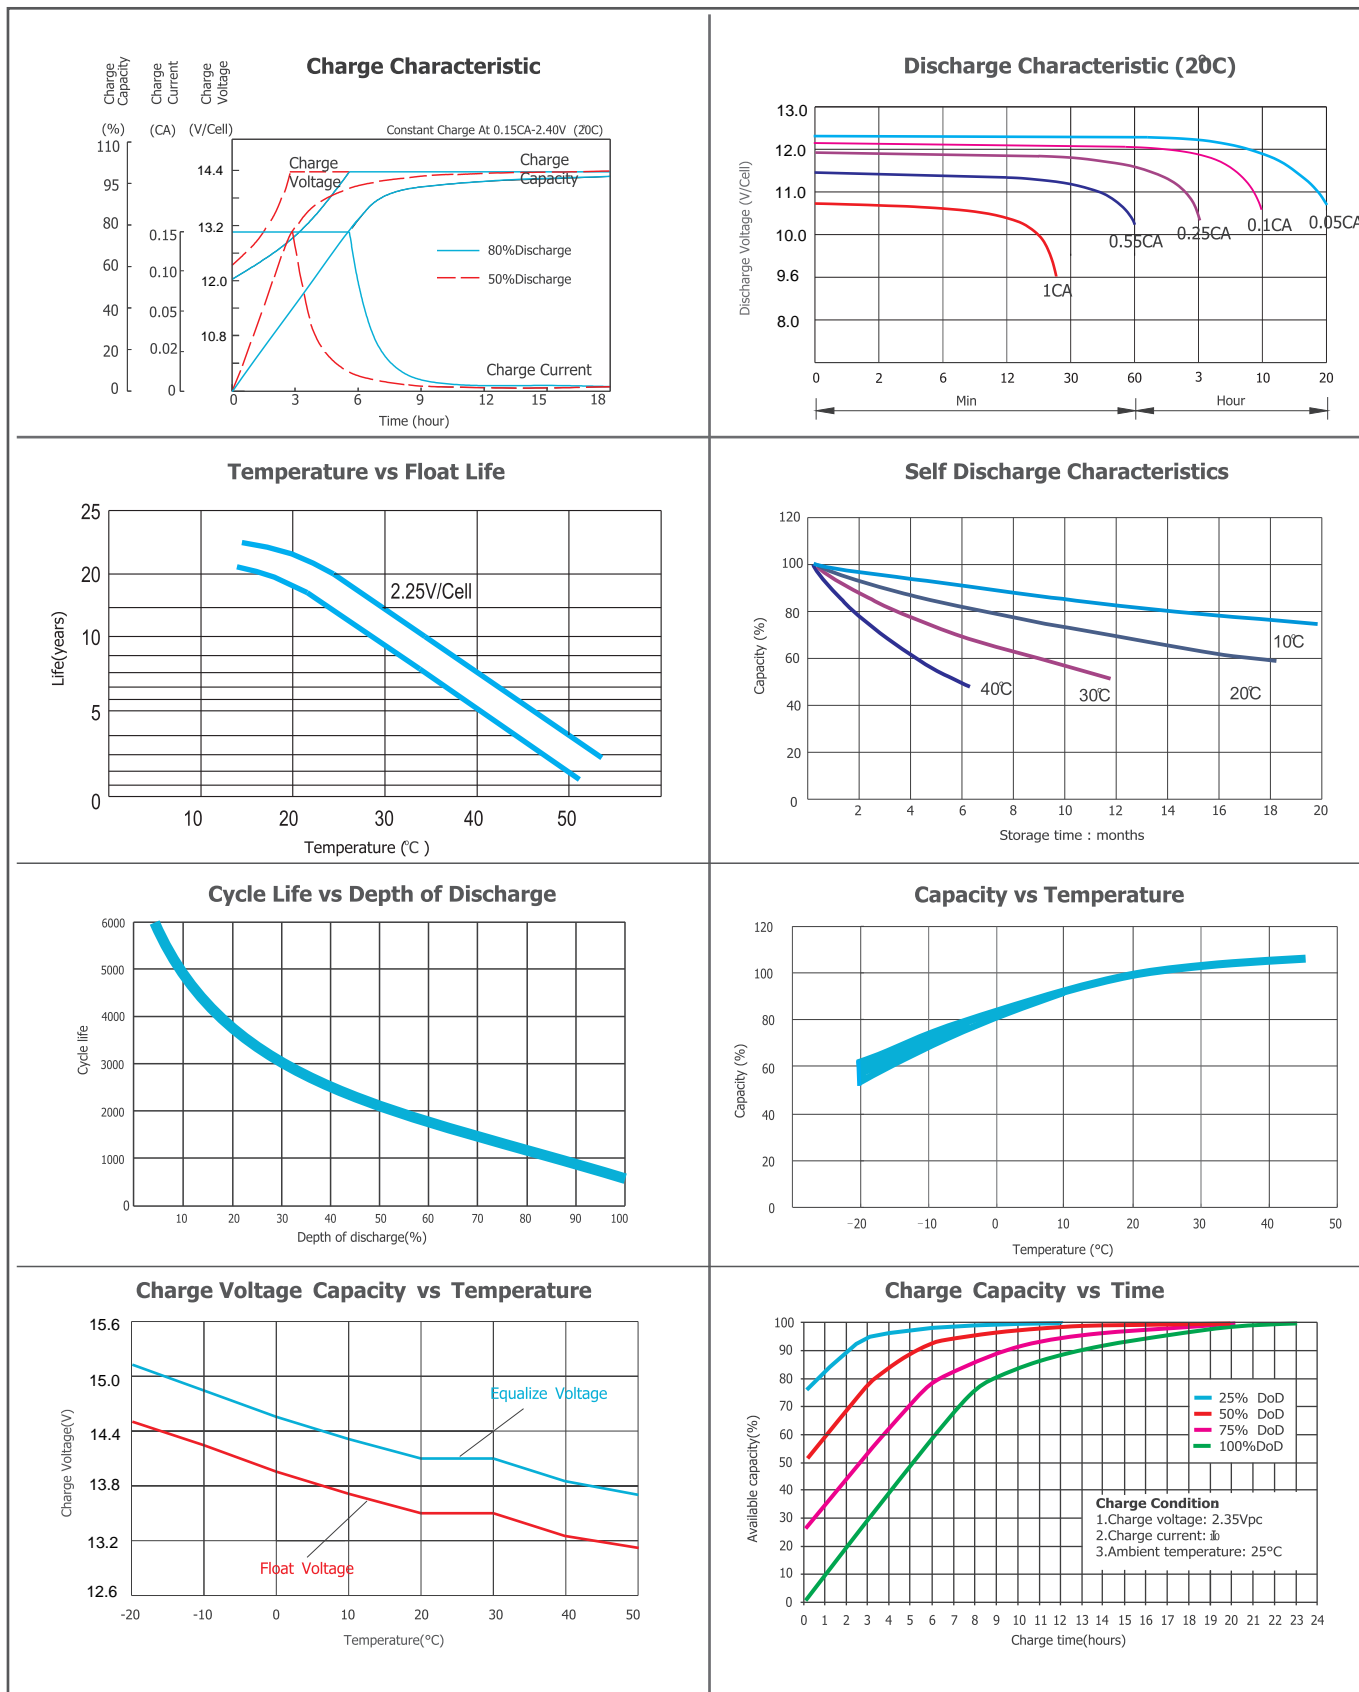 Charge Characteristic
Charge
Capacity
Charge
Current
Charge
Voltage
(%)
(CA)
(V/Cell)
Constant Charge At 0.15CA-2.40V (20°C)
110
95
80
60
40
20
0
0.15
0.10
0.05
0.02
0
14.4
13.2
12.0
10.8
Charge
Voltage
Charge
Capacity
80%Discharge
50%Discharge
Charge Current
0 3 6 9 12 15 18
Time (hour)
Discharge Characteristic (20°C)
Discharge Voltage (V/Cell)
13.0
12.0
11.0
10.0
9.6
8.0
1CA
0.55CA
0.25CA
0.1CA
0.05CA
0 2 6 12 30 60 3 10 20
Min
Hour
Temperature vs Float Life
Life(years)
25
20
10
5
0
2.25V/Cell
10 20 30 40 50
Temperature (°C )
Self Discharge Characteristics
Capacity (%)
120
100
80
60
40
20
0
40°C
30°C
20°C
10°C
2 4 6 8 10 12 14 16 18 20
Storage time : months
Cycle Life vs Depth of Discharge
Cycle life
6000
5000
4000
3000
2000
1000
0
10 20 30 40 50 60 70 80 90 100
Depth of discharge(%)
Capacity vs Temperature
Capacity (%)
120
100
80
60
40
20
0
-20 -10 0 10 20 30 40 50
Temperature (°C)
Charge Voltage Capacity vs Temperature
Charge Voltage(V)
15.6
15.0
14.4
13.8
13.2
12.6
Equalize Voltage
Float Voltage
-20 -10 0 10 20 30 40 50
Temperature(°C)
Charge Capacity vs Time
Available capacity(%)
100
90
80
70
60
50
40
30
20
10
0
25% DoD
50% DoD
75% DoD
100%DoD
Charge Condition
1.Charge voltage: 2.35Vpc
2.Charge current:
3.Ambient temperature: 25°C
0 1 2 3 4 5 6 7 8 9 10 11 12 13 14 15 16 17 18 19 20 21 22 23 24
Charge time(hours)